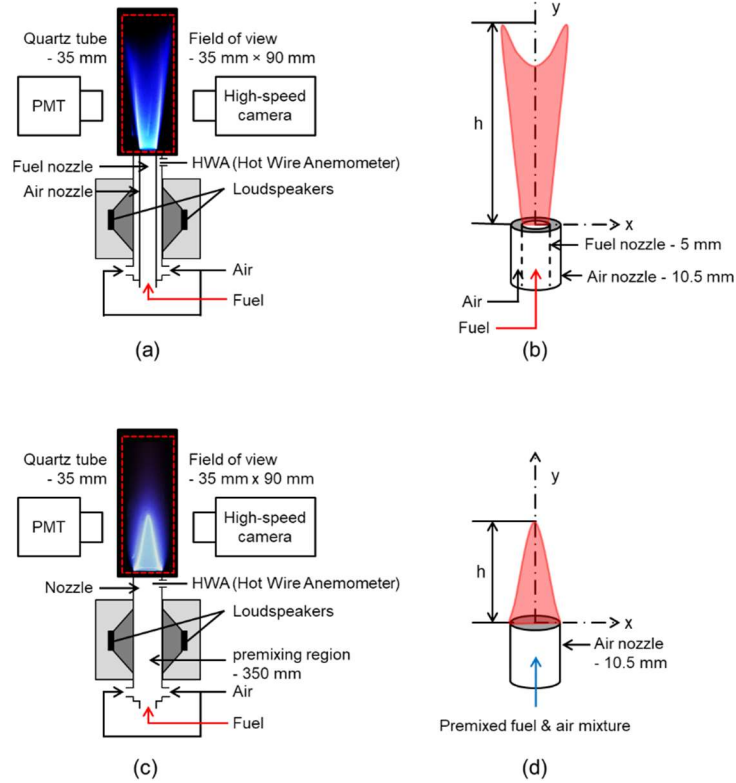 Quartz tube
- 35 mm
Field of view
- 35 mm × 90 mm
PMT
High-speed
camera
Fuel nozzle
HWA (Hot Wire Anemometer)
Air nozzle
Loudspeakers
Air
Fuel
(a)
y
h
x
Fuel nozzle - 5 mm
Air nozzle - 10.5 mm
Air
Fuel
(b)
Quartz tube
- 35 mm
Field of view
- 35 mm x 90 mm
PMT
High-speed
camera
Nozzle
HWA (Hot Wire Anemometer)
Loudspeakers
premixing region
- 350 mm
Air
Fuel
(c)
y
h
x
Air nozzle
- 10.5 mm
Premixed fuel & air mixture
(d)